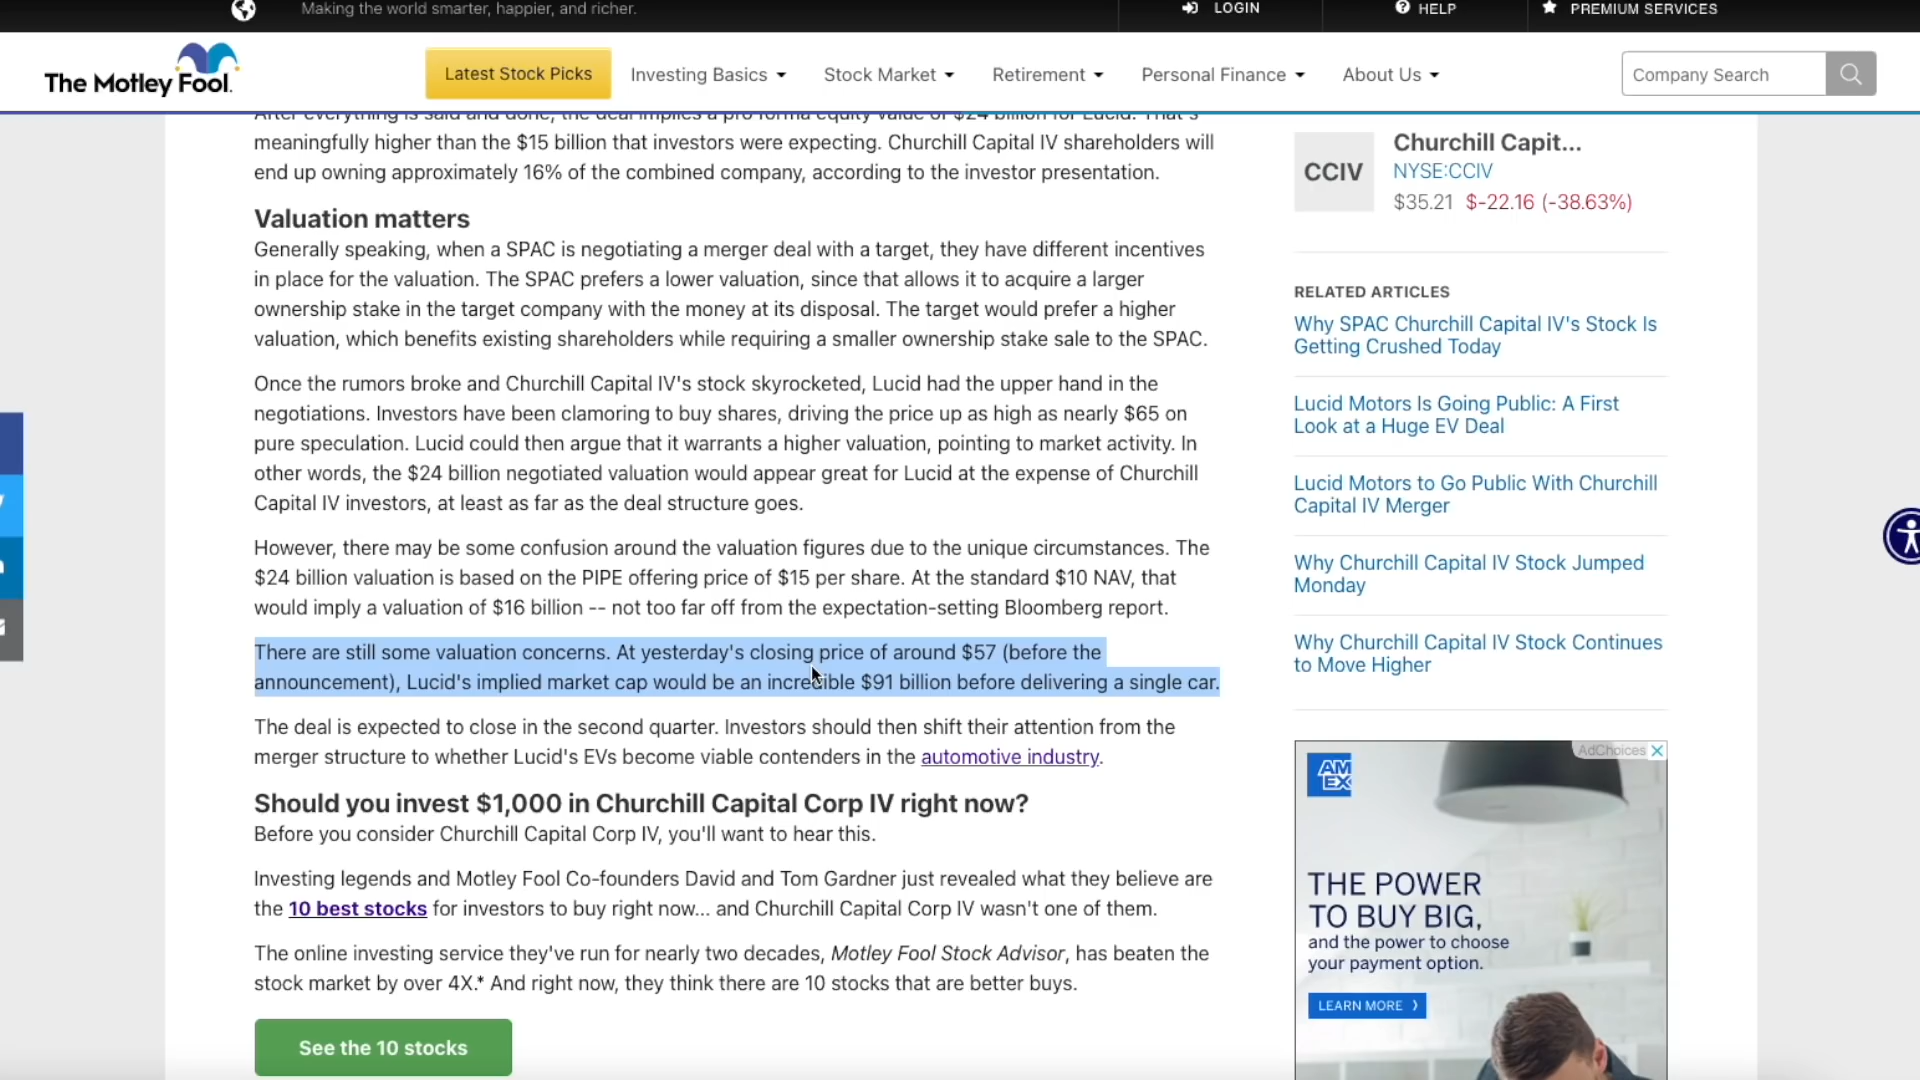 Making the world smarter, happier, and richer.
LOGIN
HELP
PREMIUM SERVICES
The Motley Fool.
Latest Stock Picks
Investing Basics
Stock Market
Retirement
Personal Finance
About Us
Company Search
After everything is said and done, the deal implies a pro forma equity value of $24 billion for Lucid. That's
meaningfully higher than the $15 billion that investors were expecting. Churchill Capital IV shareholders will
end up owning approximately 16% of the combined company, according to the investor presentation.
Valuation matters
Generally speaking, when a SPAC is negotiating a merger deal with a target, they have different incentives
in place for the valuation. The SPAC prefers a lower valuation, since that allows it to acquire a larger
ownership stake in the target company with the money at its disposal. The target would prefer a higher
valuation, which benefits existing shareholders while requiring a smaller ownership stake sale to the SPAC.
Once the rumors broke and Churchill Capital IV's stock skyrocketed, Lucid had the upper hand in the
negotiations. Investors have been clamoring to buy shares, driving the price up as high as nearly $65 on
pure speculation. Lucid could then argue that it warrants a higher valuation, pointing to market activity. In
other words, the $24 billion negotiated valuation would appear great for Lucid at the expense of Churchill
Capital IV investors, at least as far as the deal structure goes.
However, there may be some confusion around the valuation figures due to the unique circumstances. The
$24 billion valuation is based on the PIPE offering price of $15 per share. At the standard $10 NAV, that
would imply a valuation of $16 billion -- not too far off from the expectation-setting Bloomberg report.
There are still some valuation concerns. At yesterday's closing price of around $57 (before the
announcement), Lucid's implied market cap would be an incredible $91 billion before delivering a single car.
The deal is expected to close in the second quarter. Investors should then shift their attention from the
merger structure to whether Lucid's EVs become viable contenders in the automotive industry.
Should you invest $1,000 in Churchill Capital Corp IV right now?
Before you consider Churchill Capital Corp IV, you'll want to hear this.
Investing legends and Motley Fool Co-founders David and Tom Gardner just revealed what they believe are
the 10 best stocks for investors to buy right now... and Churchill Capital Corp IV wasn't one of them.
The online investing service they've run for nearly two decades, Motley Fool Stock Advisor, has beaten the
stock market by over 4X.* And right now, they think there are 10 stocks that are better buys.
See the 10 stocks
CCIV
Churchill Capit...
NYSE:CCIV
$35.21 $-22.16 (-38.63%)
RELATED ARTICLES
Why SPAC Churchill Capital IV's Stock Is
Getting Crushed Today
Lucid Motors Is Going Public: A First
Look at a Huge EV Deal
Lucid Motors to Go Public With Churchill
Capital IV Merger
Why Churchill Capital IV Stock Jumped
Monday
Why Churchill Capital IV Stock Continues
to Move Higher
AdChoices
AM
EX
THE POWER
TO BUY BIG,
and the power to choose
your payment option.
LEARN MORE